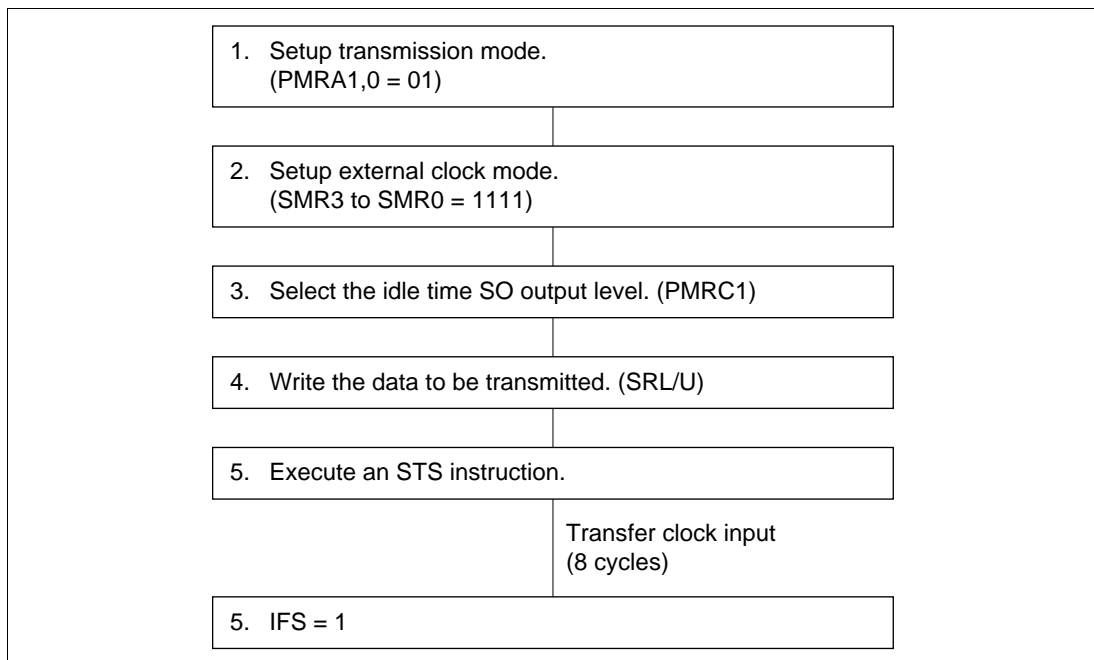 1. Setup transmission mode.
(PMRA1,0 = 01)
2. Setup external clock mode.
(SMR3 to SMR0 = 1111)
3. Select the idle time SO output level. (PMRC1)
4. Write the data to be transmitted. (SRL/U)
5. Execute an STS instruction.
Transfer clock input
(8 cycles)
5. IFS = 1